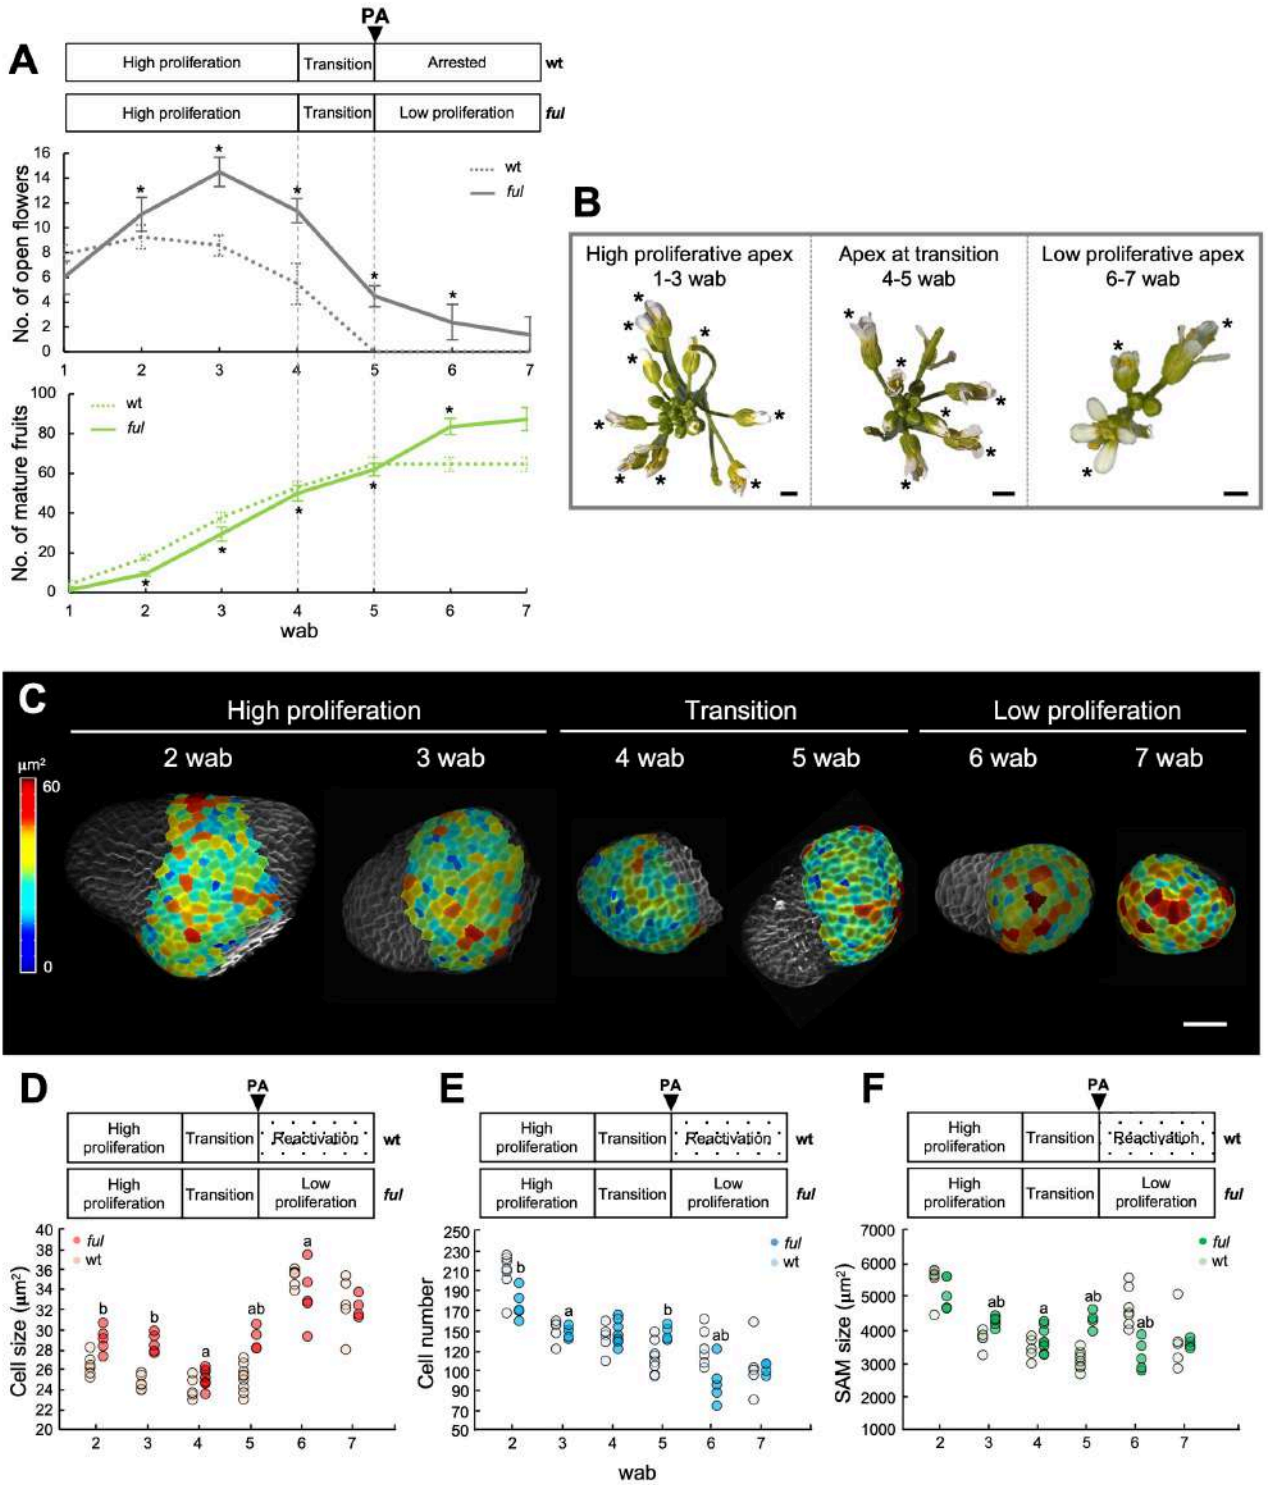 PA
A
High proliferation Transition Arrested wt
High proliferation Transition Low proliferation ful
No. of open flowers
16
14
12
10
8
6
4
2
0
wt
ful
* * * * * *
1 2 3 4 5 6 7
No. of mature fruits
100
80
60
40
20
0
wt
ful
* * * * *
1 2 3 4 5 6 7
wab
B
High proliferative apex
1-3 wab
Apex at transition
4-5 wab
Low proliferative apex
6-7 wab
C
High proliferation Transition Low proliferation
2 wab 3 wab 4 wab 5 wab 6 wab 7 wab
μm²
60
0
D
PA
High proliferation Transition Reactivation wt
High proliferation Transition Low proliferation ful
Cell size (μm²)
40
38
36
34
32
30
28
26
24
22
20
ful
wt
b b a ab a
2 3 4 5 6 7
E
PA
High proliferation Transition Reactivation wt
High proliferation Transition Low proliferation ful
Cell number
250
230
210
190
170
150
130
120
100
90
70
50
ful
wt
b a b ab
2 3 4 5 6 7
wab
F
PA
High proliferation Transition Reactivation wt
High proliferation Transition Low proliferation ful
SAM size (μm²)
7000
6000
5000
4000
3000
2000
1000
ful
wt
ab a ab ab
2 3 4 5 6 7